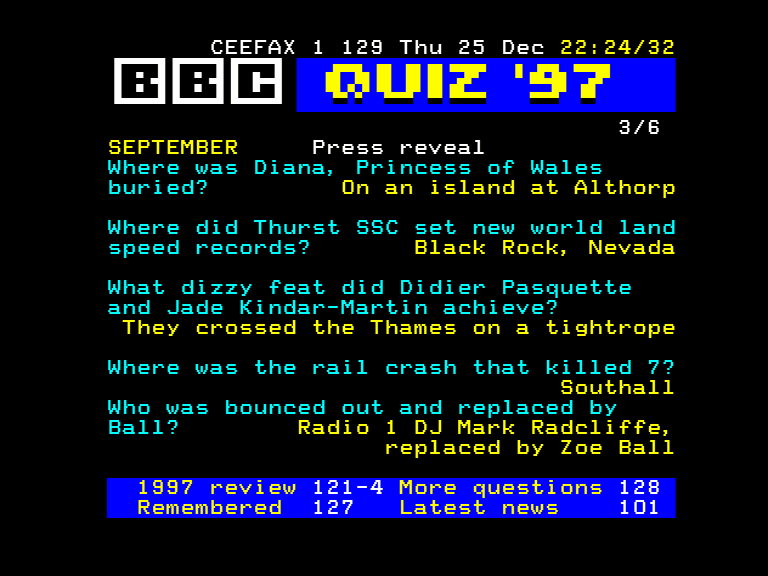 CEEFAX 1 129 Thu 25 Dec 22:24/32
BBC QUIZ '97
3/6
SEPTEMBER Press reveal
Where was Diana, Princess of Wales
buried? On an island at Althorp
Where did Thurst SSC set new world land
speed records? Black Rock, Nevada
What dizzy feat did Didier Pasquette
and Jade Kindar-Martin achieve?
They crossed the Thames on a tightrope
Where was the rail crash that killed 7?
Southall
Who was bounced out and replaced by
Ball? Radio 1 DJ Mark Radcliffe,
replaced by Zoe Ball
1997 review 121-4 More questions 128
Remembered 127 Latest news 101